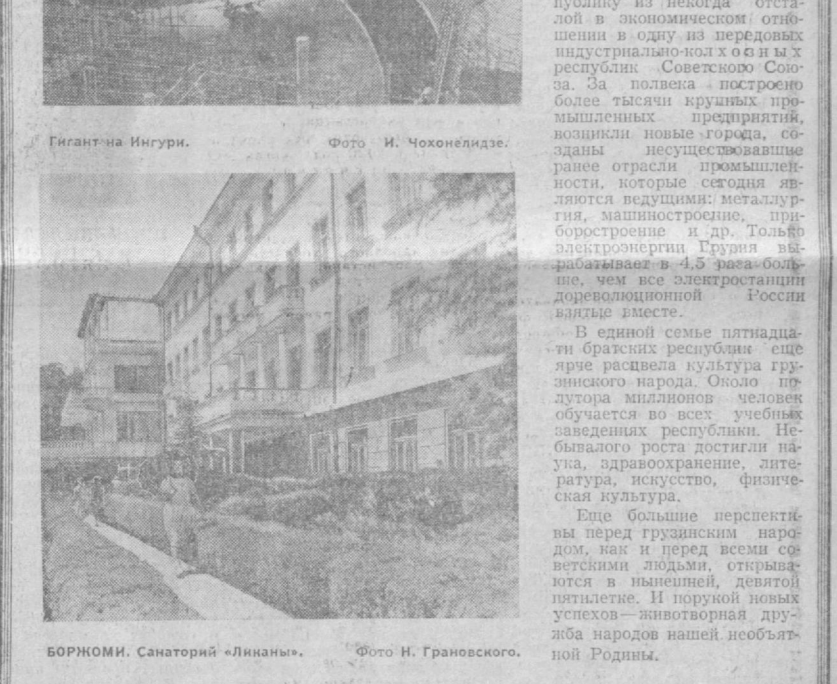 Гигант на Ингури.
Фото И. Чохонелидзе.
БОРЖОМИ. Санаторий «Ликаны».
Фото Н. Грановского.
публику из некогда отста-
лой в экономическом отно-
шении в одну из передовых
индустриально-колхозных
республик Советского Сою-
за. За полвека построено
более тысячи крупных про-
мышленных предприятий,
возникли новые города, со-
зданы несуществовавшие
ранее отрасли промышлен-
ности, которые сегодня яв-
ляются ведущими: металлур-
гия, машиностроение, при-
боростроение и др. Только
электроэнергии Грузия вы-
рабатывает в 4,5 раза боль-
ше, чем все электростанции
дореволюционной России
взятые вместе.
В единой семье пятнадца-
ти братских республик еще
ярче расцвела культура гру-
зинского народа. Около по-
лутора миллионов человек
обучается во всех учебных
заведениях республики. Не-
бывалого роста достигли на-
ука, здравоохранение, лите-
ратура, искусство, физиче-
ская культура.
Еще большие перспекти-
вы перед грузинским наро-
дом, как и перед всеми со-
ветскими людьми, открыва-
ются в нынешней, девятой
пятилетке. И порукой новых
успехов—животворная дру-
жба народов нашей необъят-
ной Родины.